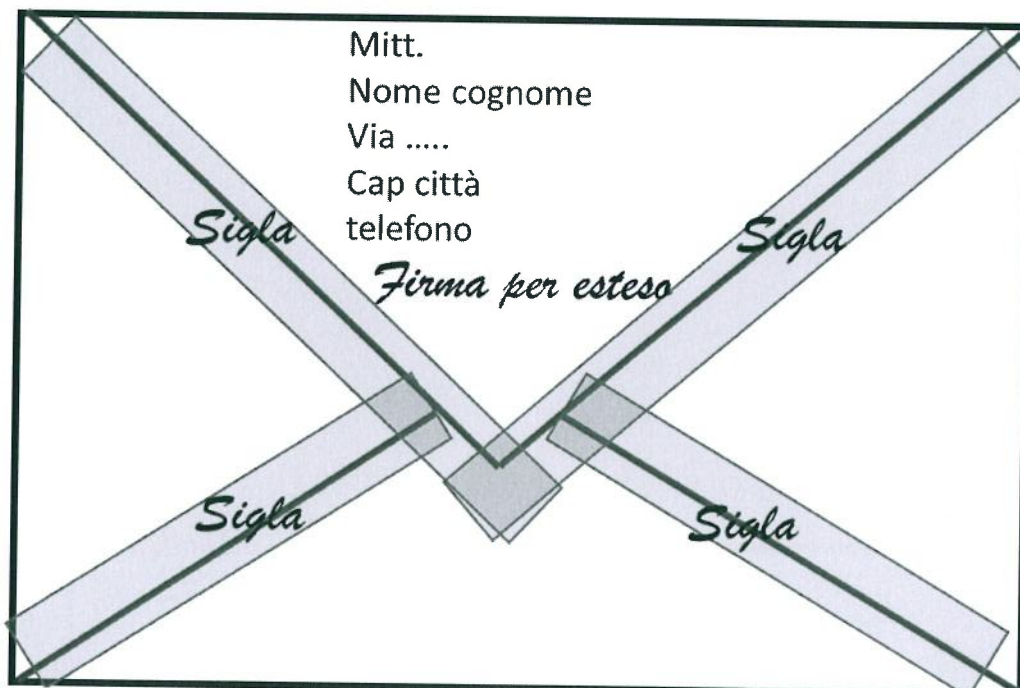 Mitt.
Nome cognome
Via .....
Cap città
telefono
Sigla
Sigla
Firma per esteso
Sigla
Sigla